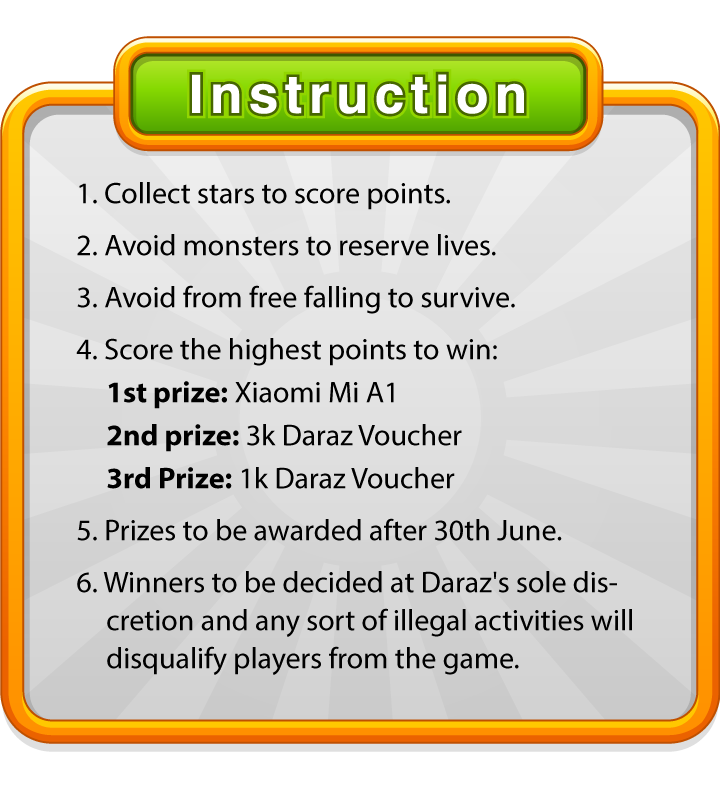 Instruction
1. Collect stars to score points.
2. Avoid monsters to reserve lives.
3. Avoid from free falling to survive.
4. Score the highest points to win:
1st prize: Xiaomi Mi A1
2nd prize: 3k Daraz Voucher
3rd Prize: 1k Daraz Voucher
5. Prizes to be awarded after 30th June.
6. Winners to be decided at Daraz's sole dis-
cretion and any sort of illegal activities will
disqualify players from the game.